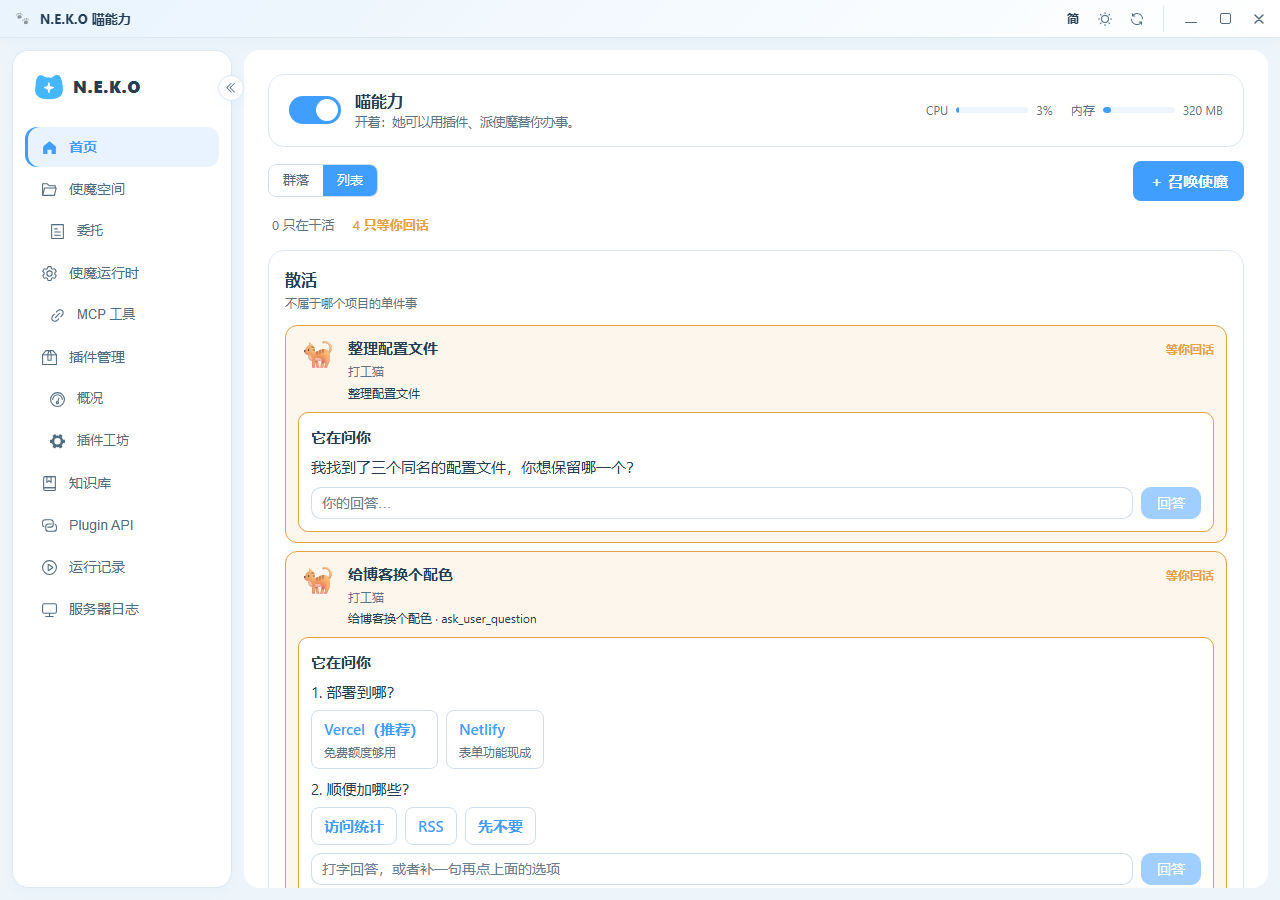 N.E.K.O 喵能力
简
N.E.K.O
首页
使魔空间
委托
使魔运行时
MCP 工具
插件管理
概况
插件工坊
知识库
Plugin API
运行记录
服务器日志
喵能力
开着：她可以用插件、派使魔替你办事。
CPU 3% 内存 320 MB
群落 列表
+ 召唤使魔
0 只在干活 4 只等你回话
散活
不属于哪个项目的单件事
整理配置文件 等你回话
打工猫
整理配置文件
它在问你
我找到了三个同名的配置文件，你想保留哪一个？
你的回答… 回答
给博客换个配色 等你回话
打工猫
给博客换个配色 · ask_user_question
它在问你
1. 部署到哪？
Vercel（推荐） Netlify
免费额度够用 表单功能现成
2. 顺便加哪些？
访问统计 RSS 先不要
打字回答，或者补一句再点上面的选项 回答